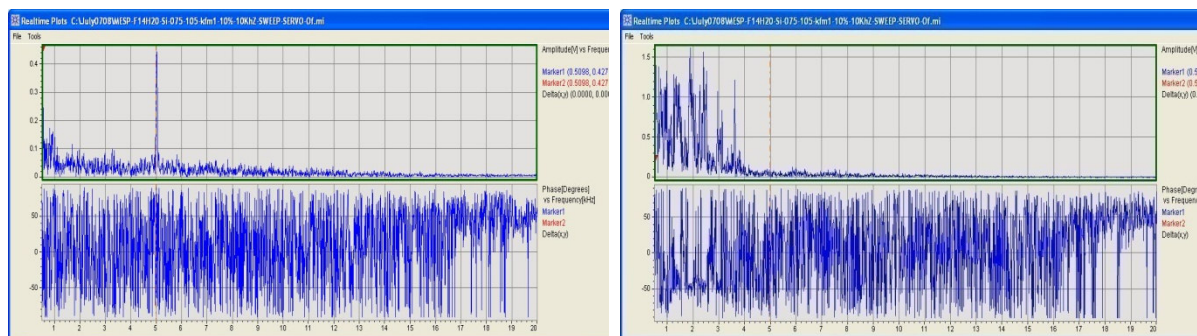 Realtime Plots C:\July0708\MESP-F14H20-Si-075-105-kfm1-10%-10KhZ-SWEEP-SERVO-Of.mi
File Tools
Amplitude[V] vs Freque
0.4
0.3
0.2
0.1
0
Marker1 (0.5098, 0.427
Marker2 (0.5098, 0.427
Delta(x,y) (0.0000, 0.00
50
0
-50
Phase[Degrees]
vs Frequency[kHz]
Marker1
Marker2
Delta(x,y)
1 2 3 4 5 6 7 8 9 10 11 12 13 14 15 16 17 18 19 20
Realtime Plots C:\July0708\MESP-F14H20-Si-075-105-kfm1-10%-10KhZ-SWEEP-SERVO-Of.mi
File Tools
Amplitude[V]
1.5
1.0
0.5
0
Marker1 (0.5
Marker2 (0.5
Delta(x,y) (0.
50
0
-50
Phase[Degre
vs Frequenc
Marker1
Marker2
Delta(x,y)
1 2 3 4 5 6 7 8 9 10 11 12 13 14 15 16 17 18 19 20